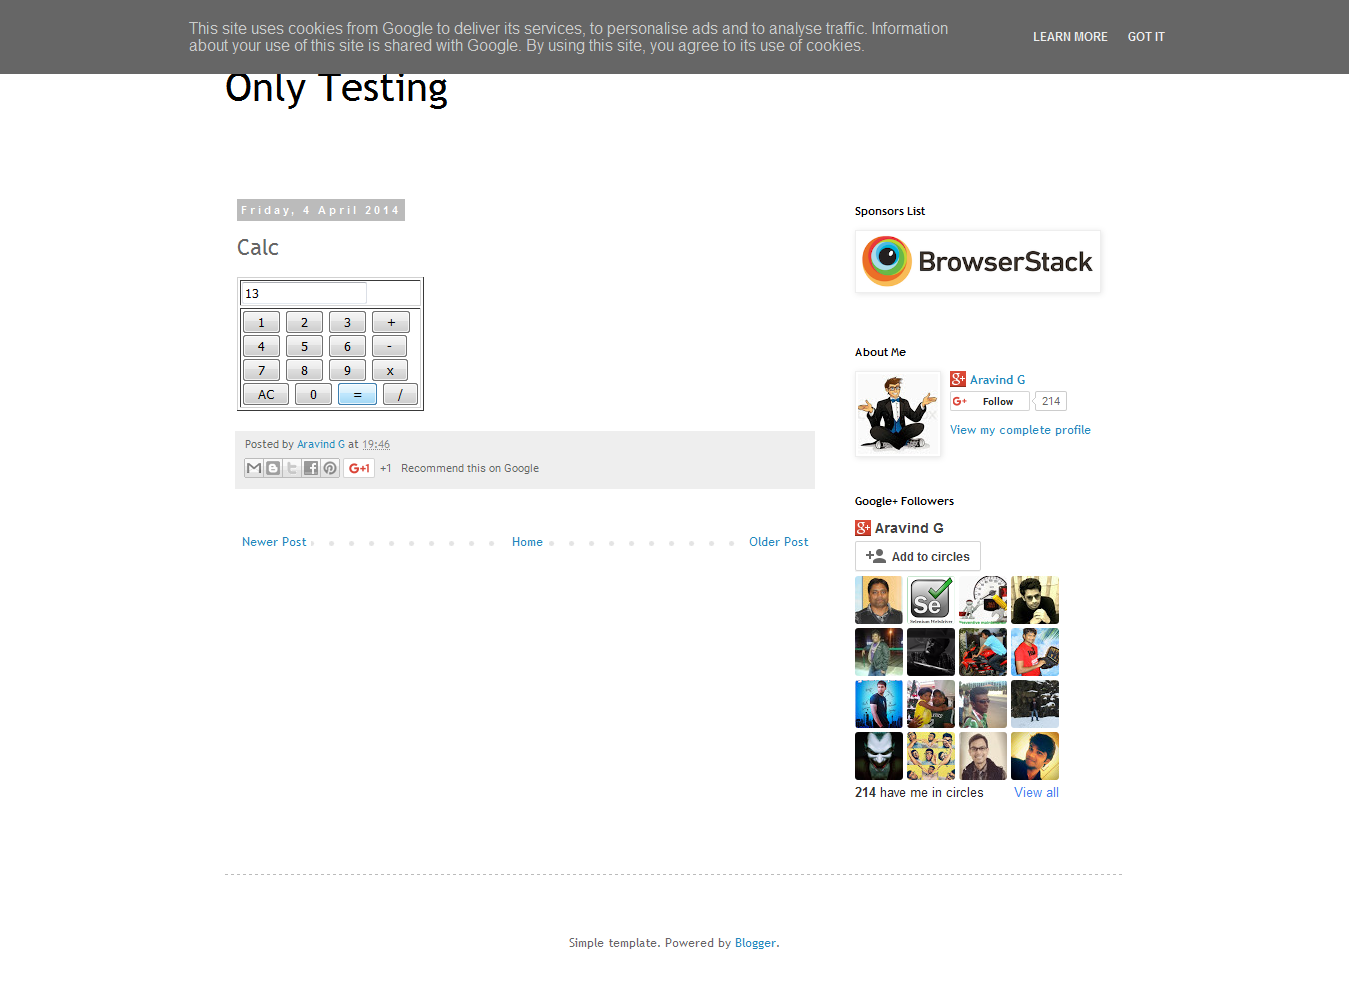 This site uses cookies from Google to deliver its services, to personalise ads and to analyse traffic. Information
about your use of this site is shared with Google. By using this site, you agree to its use of cookies.
LEARN MORE
GOT IT
Only Testing
Friday, 4 April 2014
Calc
13
1 2 3 +
4 5 6 -
7 8 9 x
AC 0 = /
Posted by Aravind G at 19:46
G+1 +1 Recommend this on Google
Newer Post
Home
Older Post
Sponsors List
BrowserStack
About Me
Aravind G
G+ Follow 214
View my complete profile
Google+ Followers
Aravind G
Add to circles
Se
Selenium Webdriver
214 have me in circles
View all
Simple template. Powered by Blogger.